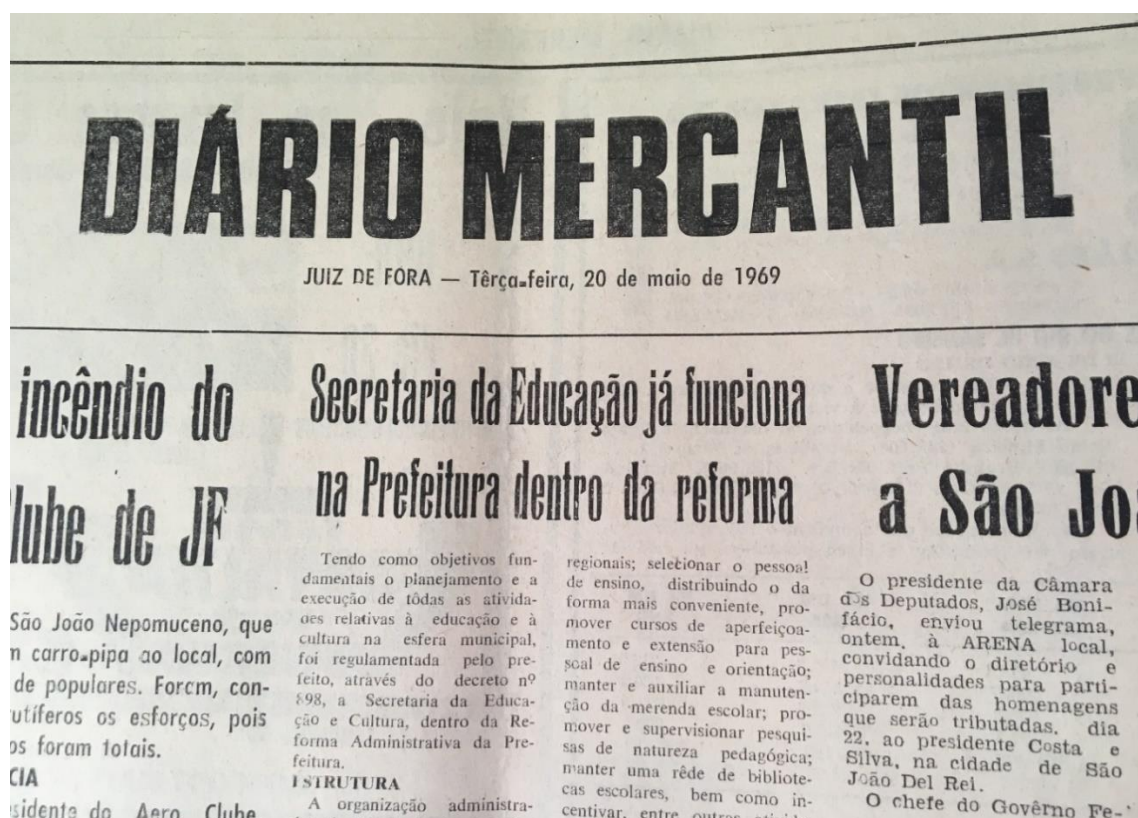 DIÁRIO MERCANTIL
JUIZ DE FORA — Têrça-feira, 20 de maio de 1969
incêndio do
lube de JF
São João Nepomuceno, que
carro-pipa ao local, com
de populares. Forcm, con-
utíferos os esforços, pois
os foram totais.
CIA
sidente do Aero Clube
Secretaria da Educação já funciona
na Prefeitura dentro da reforma
Tendo como objetivos fun-
damentais o planejamento e a
execução de tôdas as ativida-
aes relativas à educação e à
cultura na esfera municipal,
foi regulamentada pelo pre-
feito, através do decreto nº
898, a Secretaria da Educa-
ção e Cultura, dentro da Re-
forma Administrativa da Pre-
feitura.
ESTRUTURA
A organização administra-
regionais; selecionar o pessoal
de ensino, distribuindo o da
forma mais conveniente, pro-
mover cursos de aperfeiçoa-
mento e extensão para pes-
soal de ensino e orientação;
manter e auxiliar a manuten-
ção da merenda escolar; pro-
mover e supervisionar pesqui-
sas de natureza pedagógica;
manter uma rêde de bibliote-
cas escolares, bem como in-
centivar, entre outras
Vereadore
a São Jo
O presidente da Câmara
dos Deputados, José Boni-
fácio, enviou telegrama,
ontem, à ARENA local,
convidando o diretório e
personalidades para parti-
ciparem das homenagens
que serão tributadas, dia
22, ao presidente Costa e
Silva, na cidade de São
João Del Rei.
O chefe do Govêrno Fe-